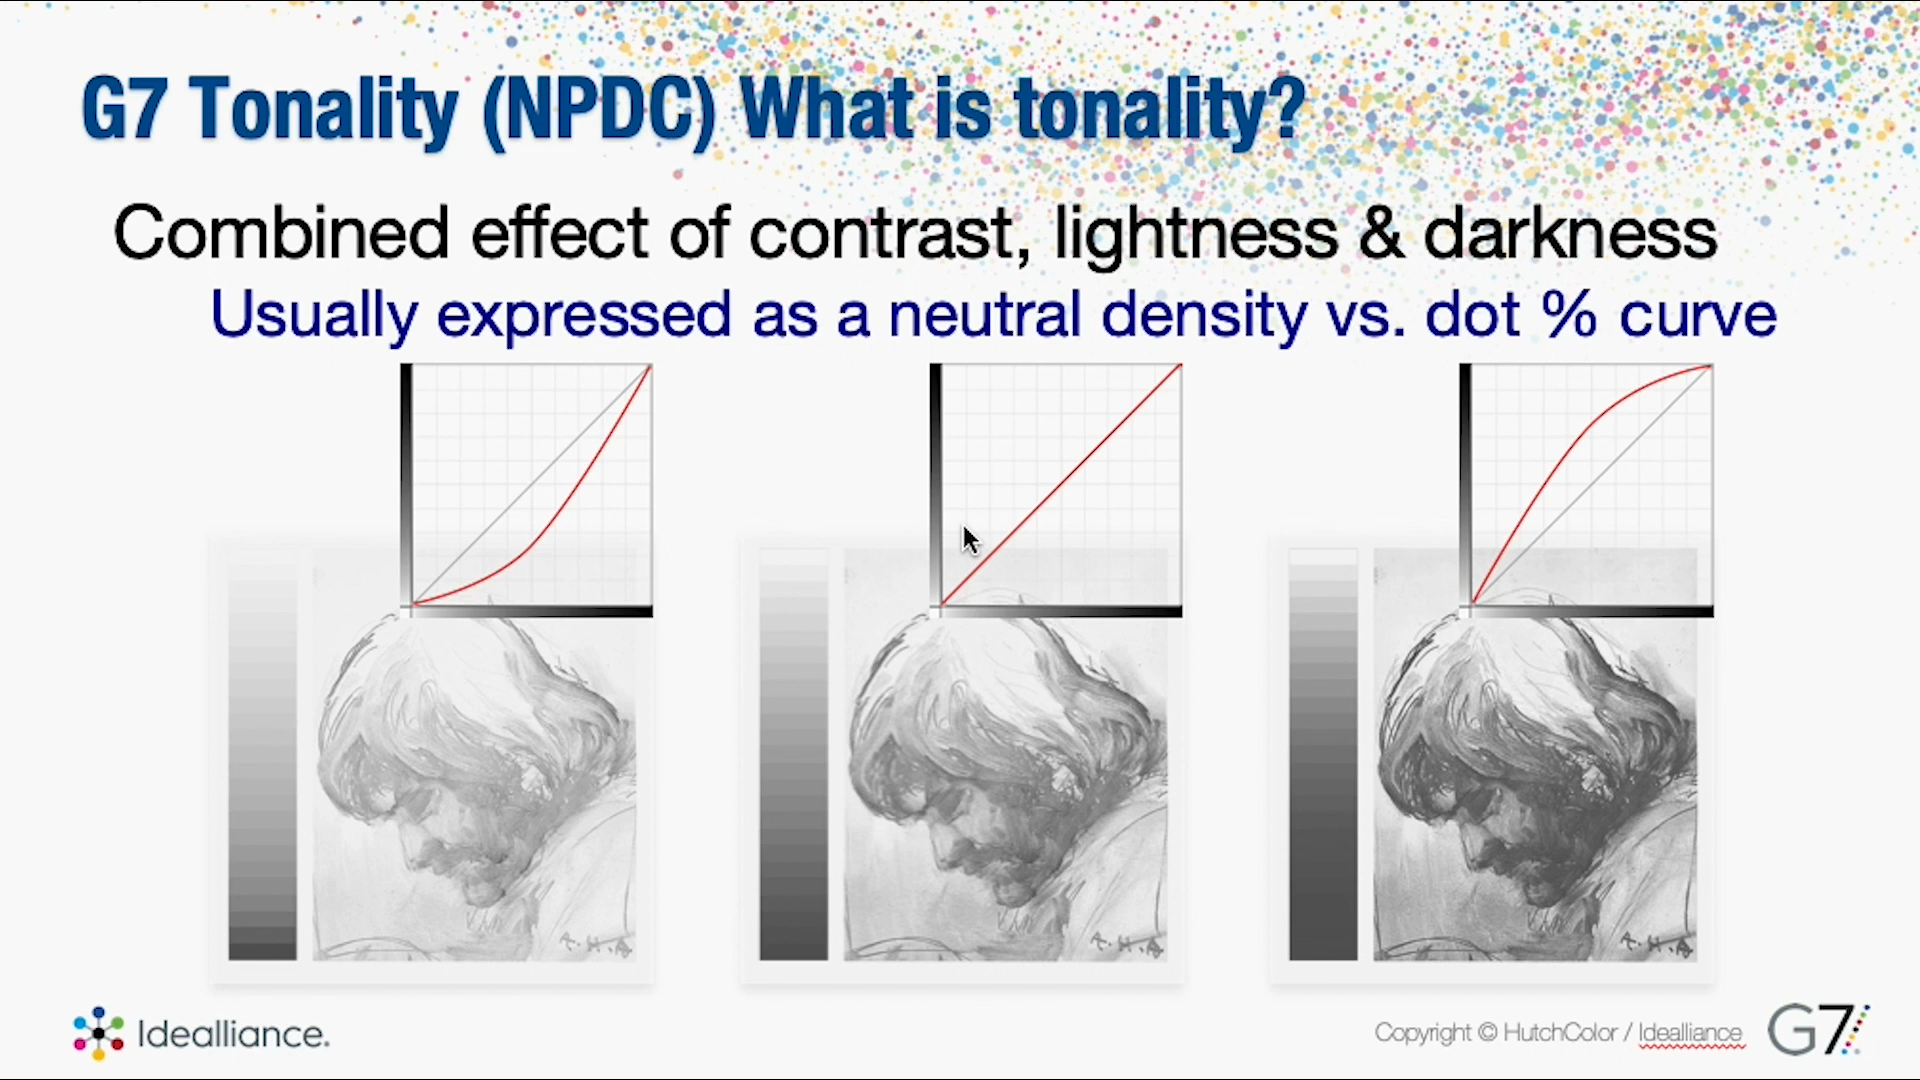 G7 Tonality (NPDC) What is tonality?
Combined effect of contrast, lightness & darkness
Usually expressed as a neutral density vs. dot % curve
A.H.A
A.H.A
A.H.A
Idealliance.
Copyright © HutchColor / Idealliance
G7